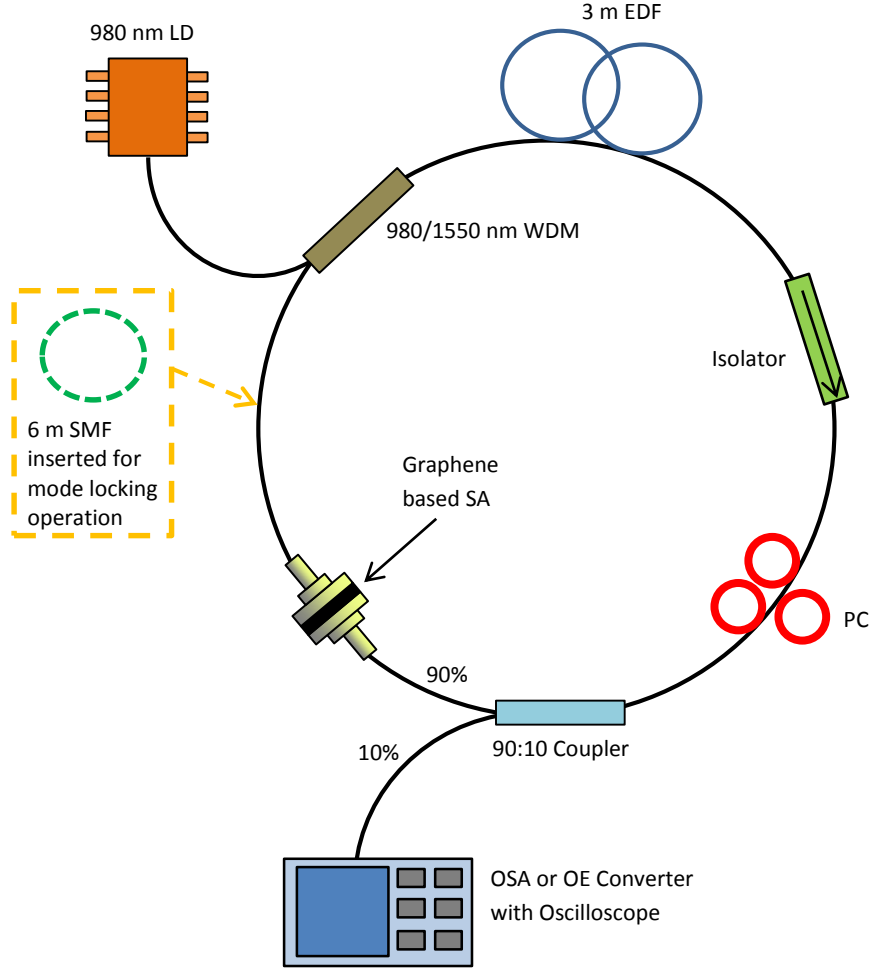 3 m EDF
980 nm LD
980/1550 nm WDM
Isolator
6 m SMF
inserted for
mode locking
operation
Graphene
based SA
PC
90%
10%
90:10 Coupler
OSA or OE Converter
with Oscilloscope